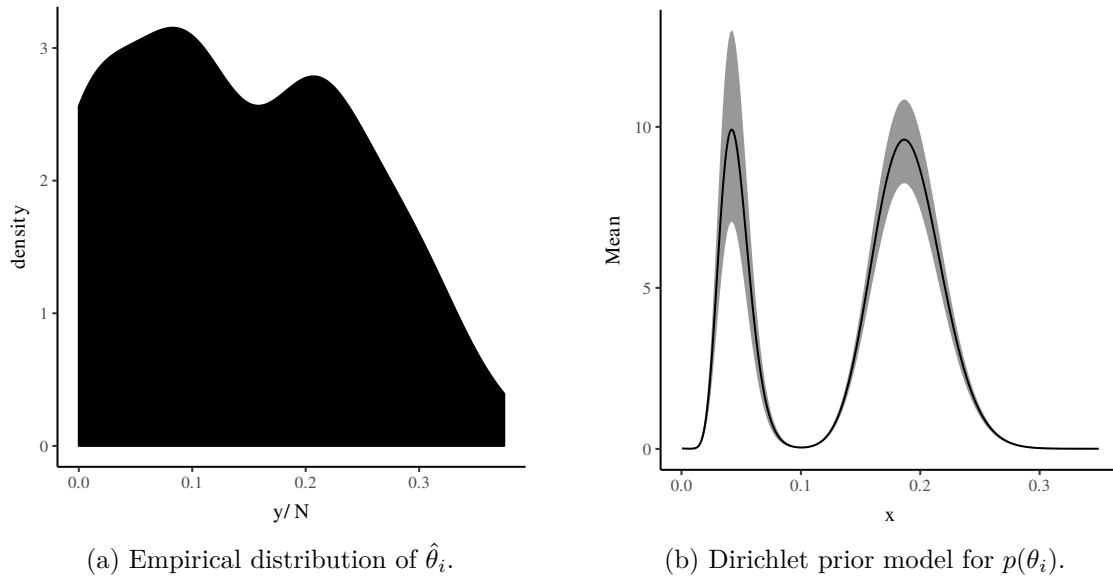 3
2
1
0
density
0.0 0.1 0.2 0.3
y/ N
(a) Empirical distribution of θ̂ᵢ.
10
5
0
Mean
0.0 0.1 0.2 0.3
x
(b) Dirichlet prior model for p(θᵢ).